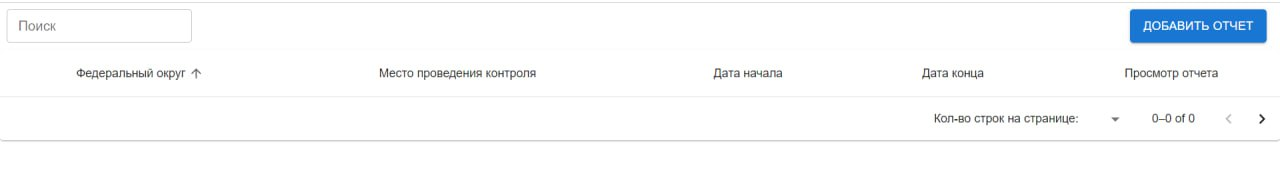 Поиск
ДОБАВИТЬ ОТЧЕТ
Федеральный округ Место проведения контроля Дата начала Дата конца Просмотр отчета
Кол-во строк на странице: 0–0 of 0